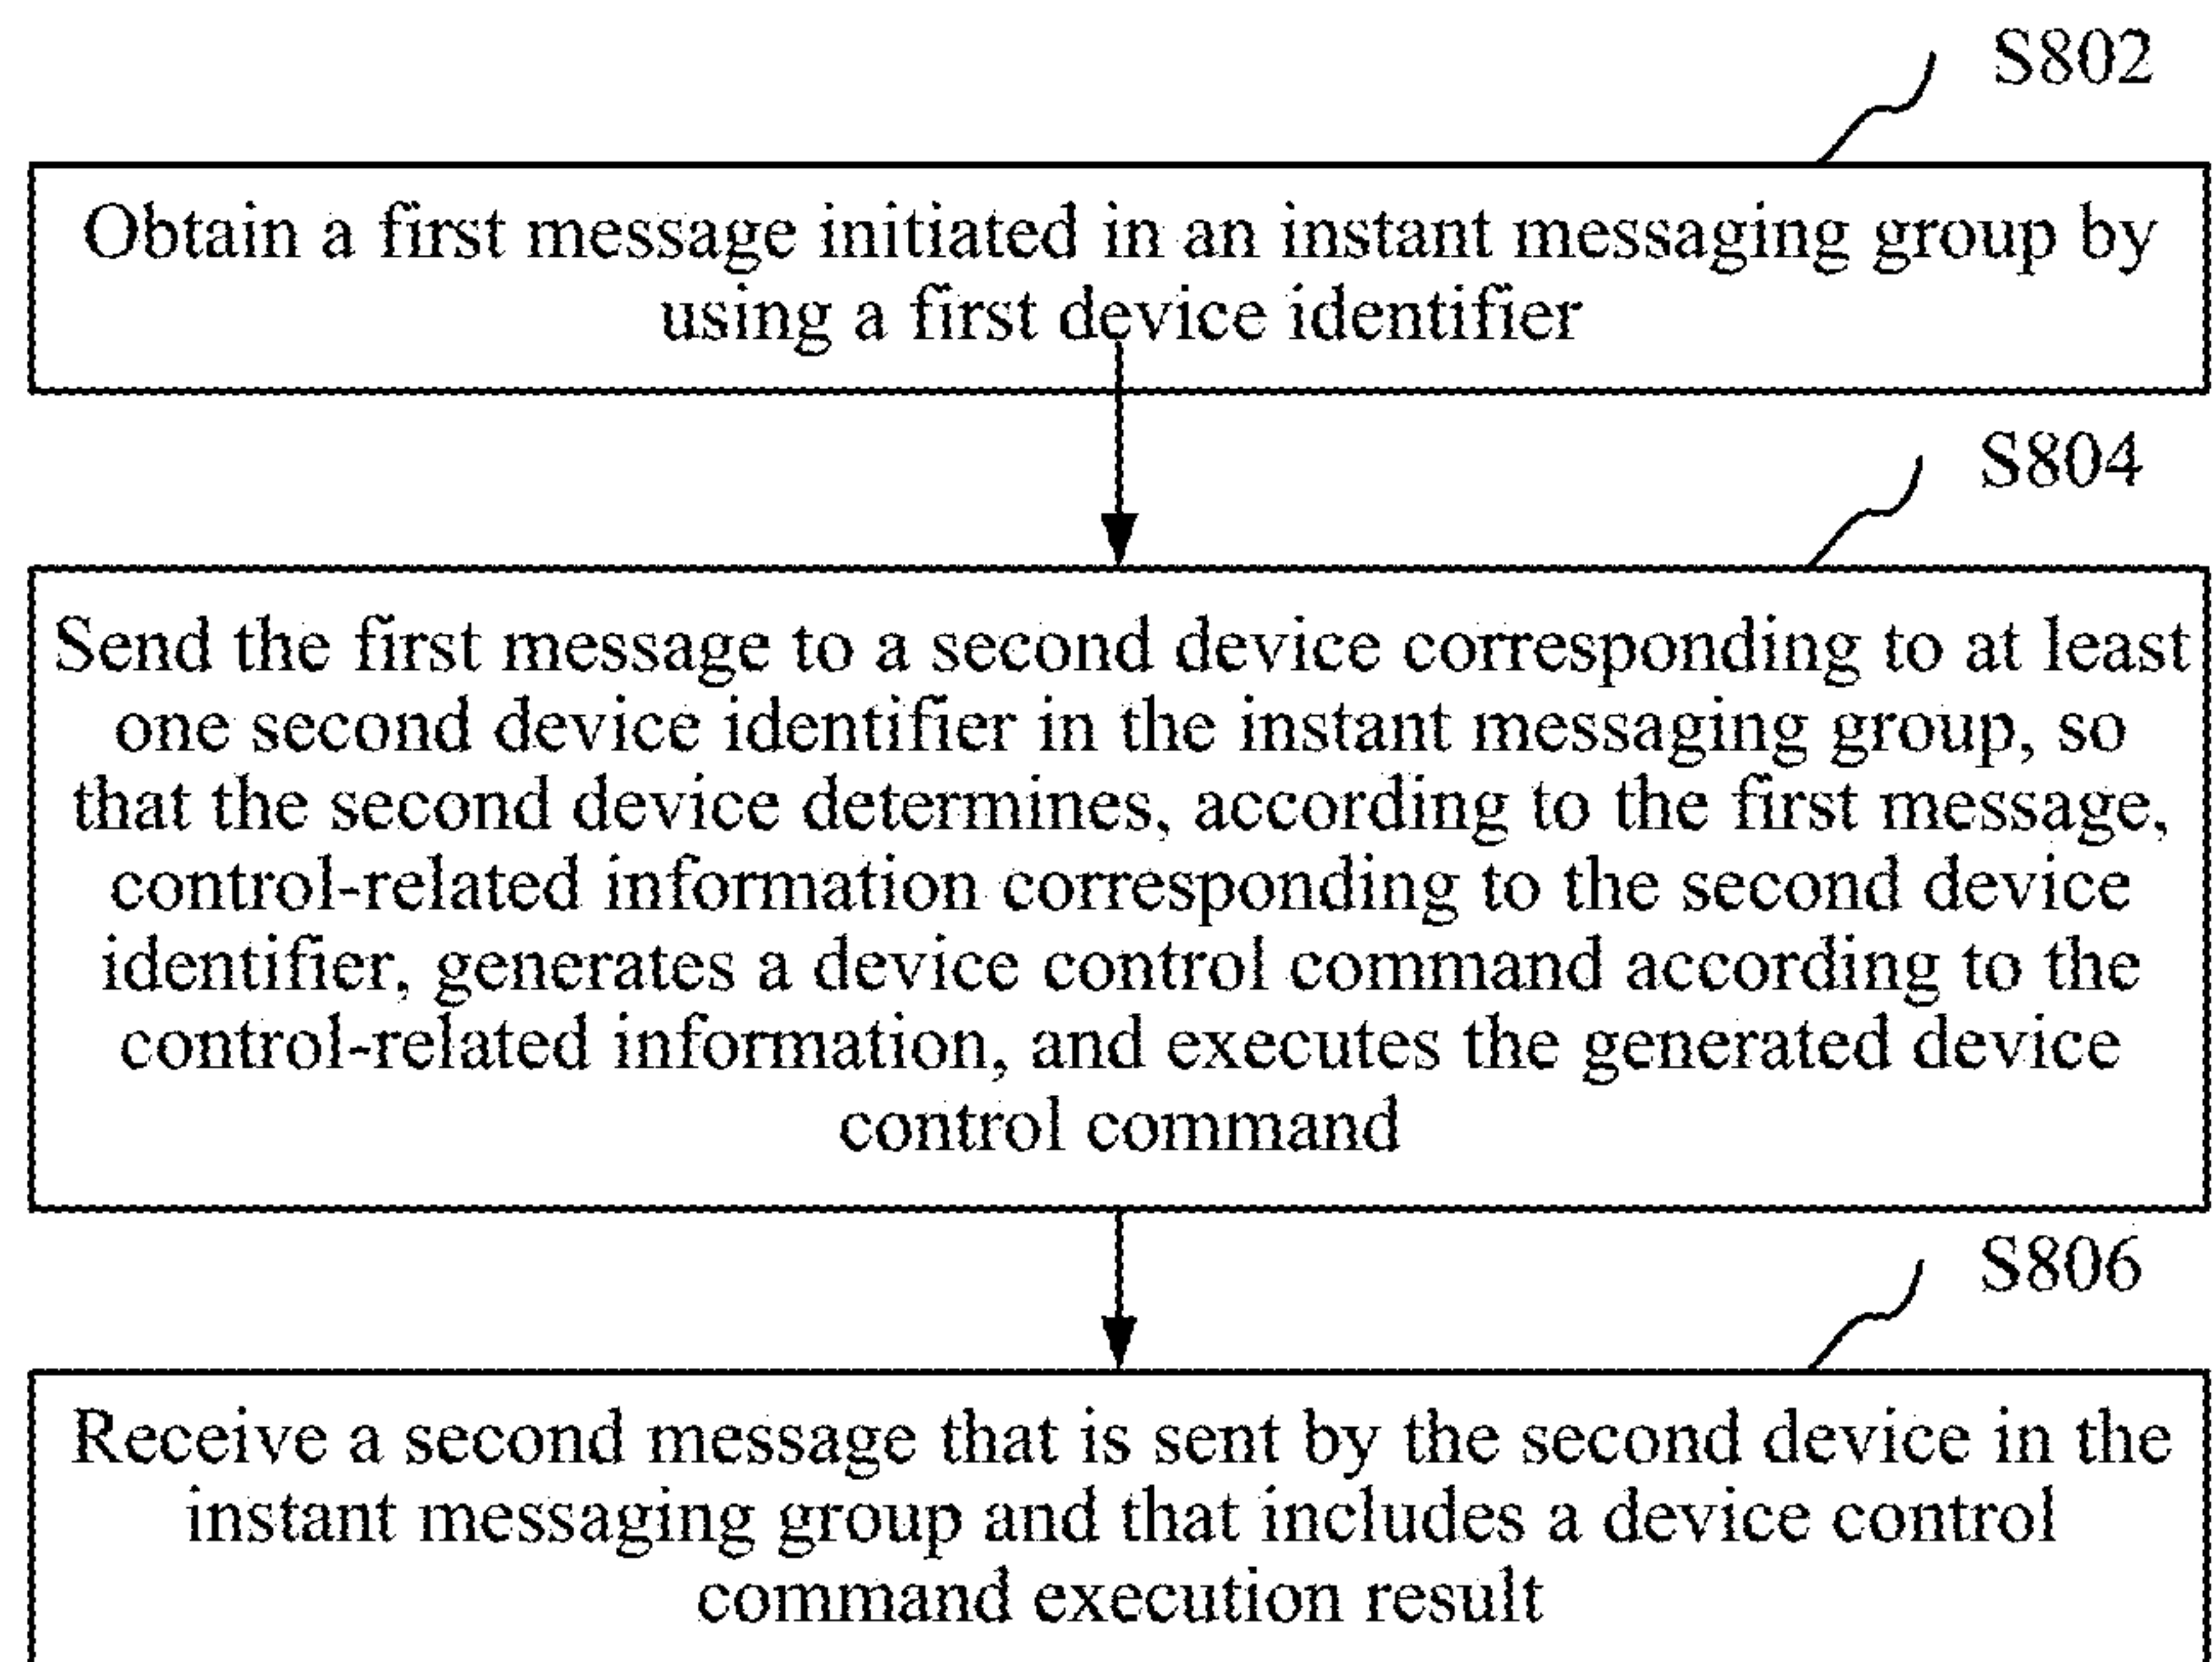 S802
Obtain a first message initiated in an instant messaging group by
using a first device identifier
S804
Send the first message to a second device corresponding to at least
one second device identifier in the instant messaging group, so
that the second device determines, according to the first message,
control-related information corresponding to the second device
identifier, generates a device control command according to the
control-related information, and executes the generated device
control command
S806
Receive a second message that is sent by the second device in the
instant messaging group and that includes a device control
command execution result